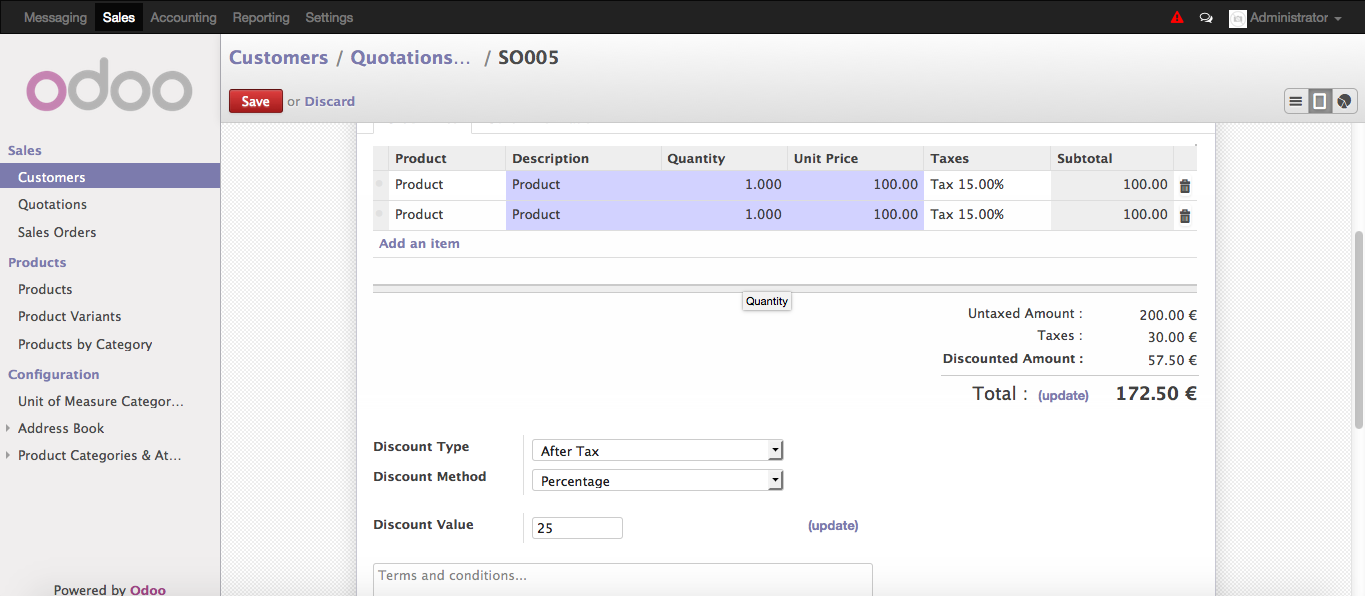 Messaging Sales Accounting Reporting Settings Administrator
odoo
Customers / Quotations... / SO005
Save or Discard
Sales
Customers
Quotations
Sales Orders
Products
Products
Product Variants
Products by Category
Configuration
Unit of Measure Categor...
Address Book
Product Categories & At...
Powered by Odoo
Product Description Quantity Unit Price Taxes Subtotal
Product Product 1.000 100.00 Tax 15.00% 100.00
Product Product 1.000 100.00 Tax 15.00% 100.00
Add an item
Quantity
Untaxed Amount : 200.00 €
Taxes : 30.00 €
Discounted Amount : 57.50 €
Total : (update) 172.50 €
Discount Type After Tax
Discount Method Percentage
Discount Value 25 (update)
Terms and conditions...